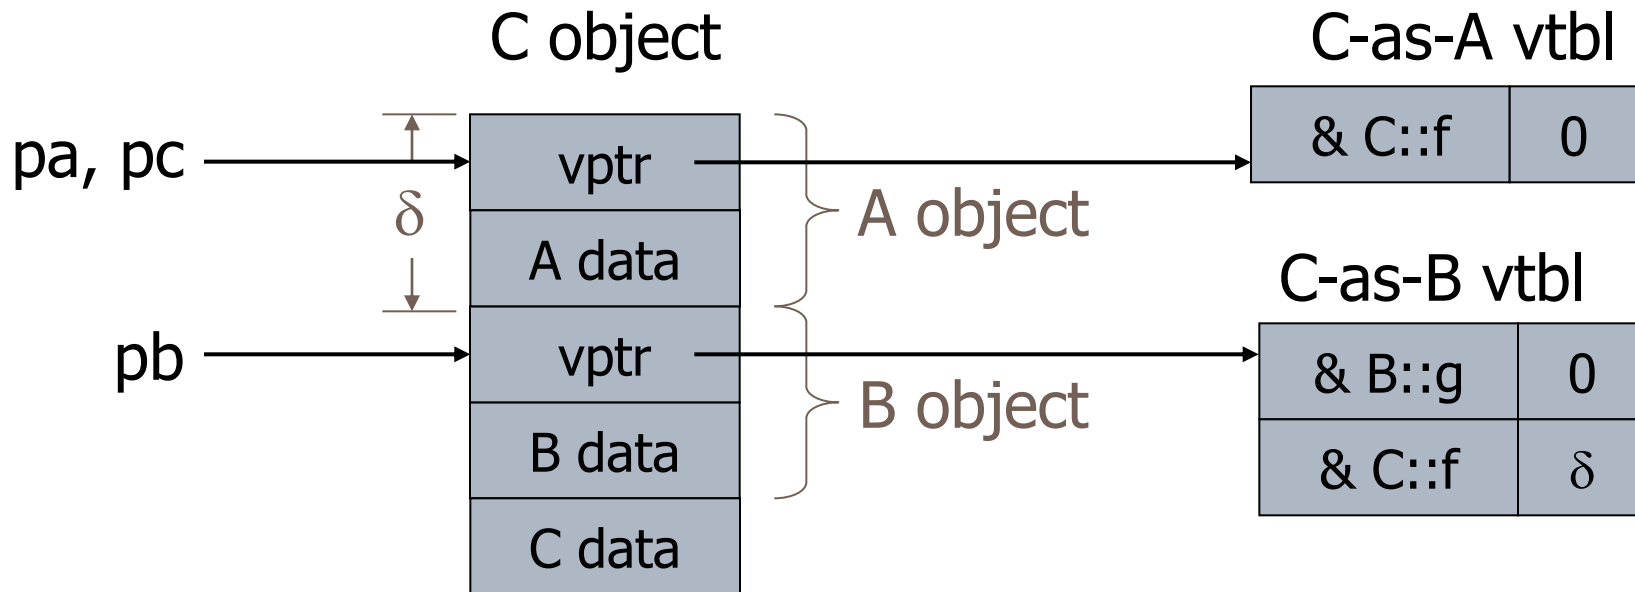 C object
C-as-A vtbl
pa, pc
vptr
& C::f 0
δ
A object
A data
C-as-B vtbl
pb
vptr
& B::g 0
B object
B data
& C::f δ
C data